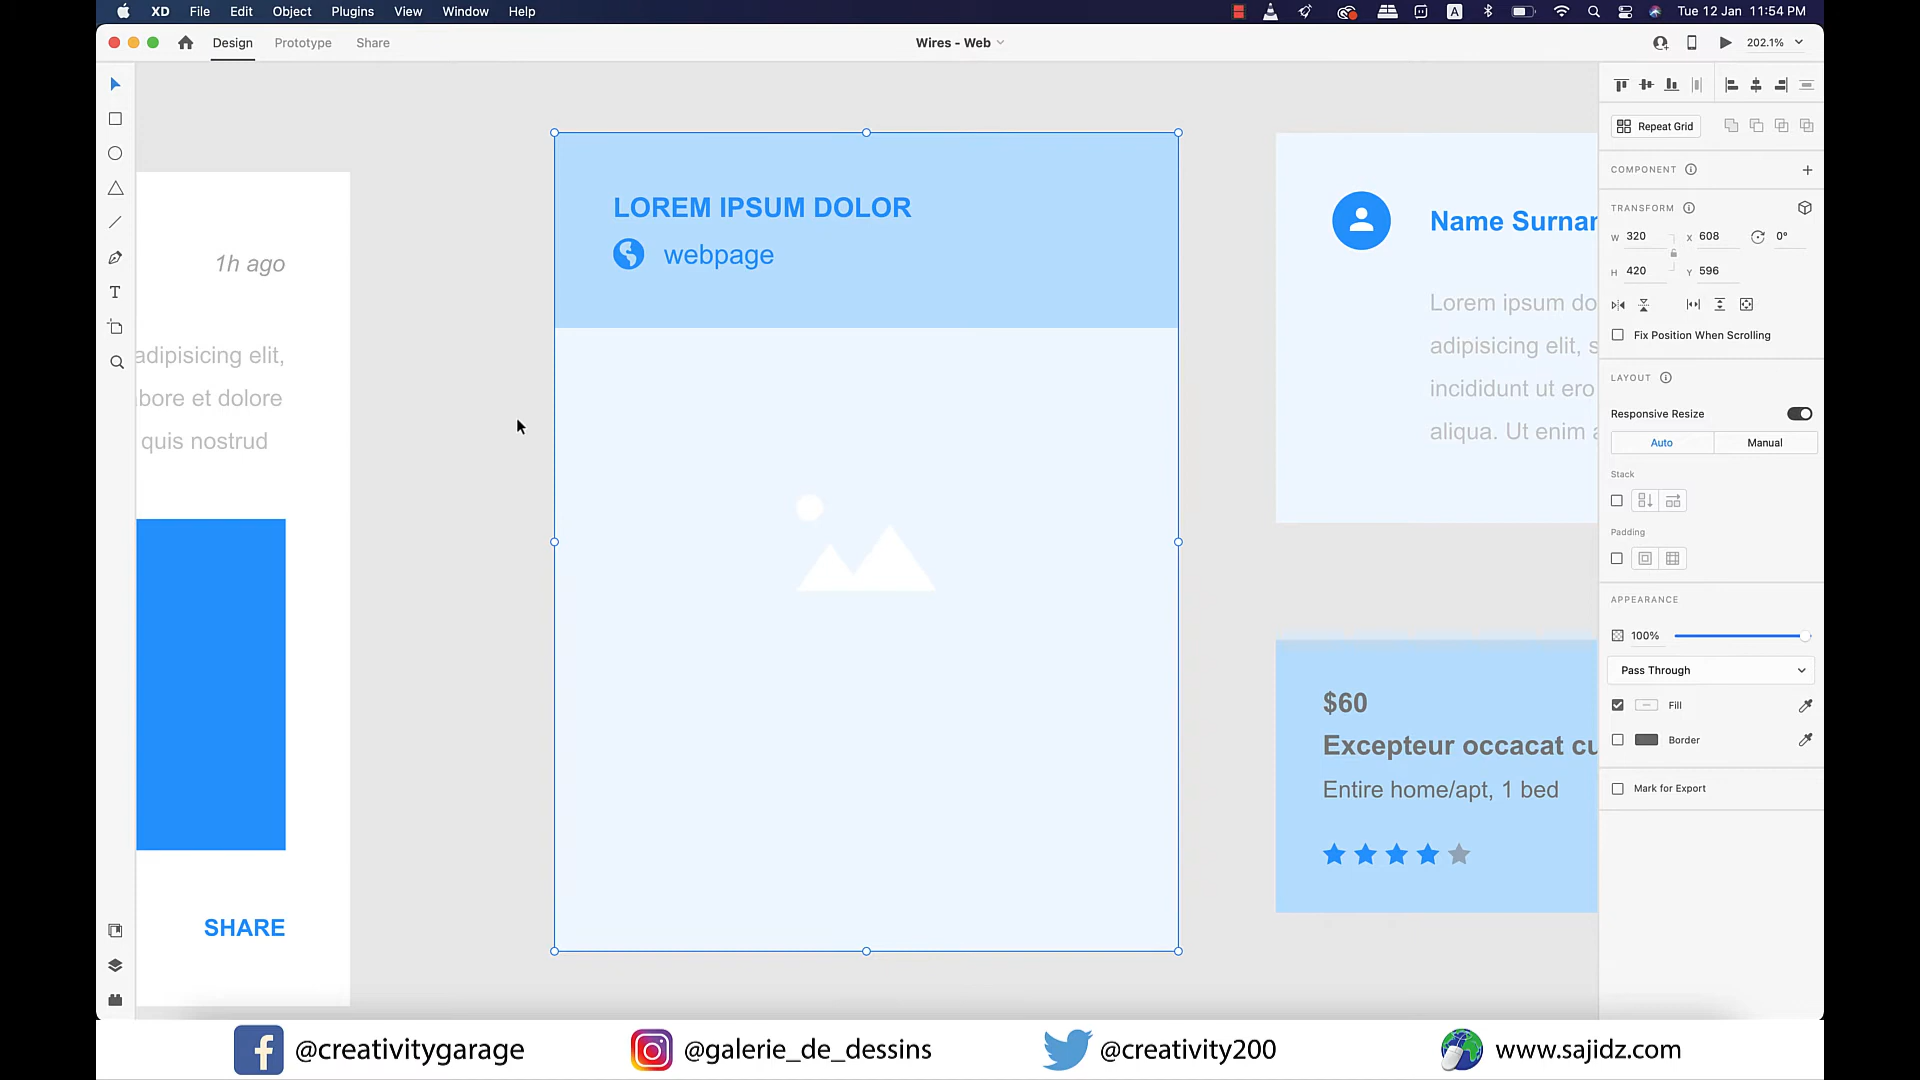 XD File Edit Object Plugins View Window Help
A
Tue 12 Jan 11:54 PM
Design Prototype Share
Wires - Web
202.1%
1h ago
adipisicing elit,
bore et dolore
quis nostrud
SHARE
LOREM IPSUM DOLOR
webpage
Name Surnar
Lorem ipsum do
adipisicing elit, s
incididunt ut ero
aliqua. Ut enim a
$60
Excepteur occacat cu
Entire home/apt, 1 bed
Repeat Grid
COMPONENT
TRANSFORM
W 320 X 608 0°
H 420 Y 596
Fix Position When Scrolling
LAYOUT
Responsive Resize
Auto Manual
Stack
Padding
APPEARANCE
100%
Pass Through
Fill
Border
Mark for Export
T
@creativitygarage
@galerie_de_dessins
@creativity200
www.sajidz.com